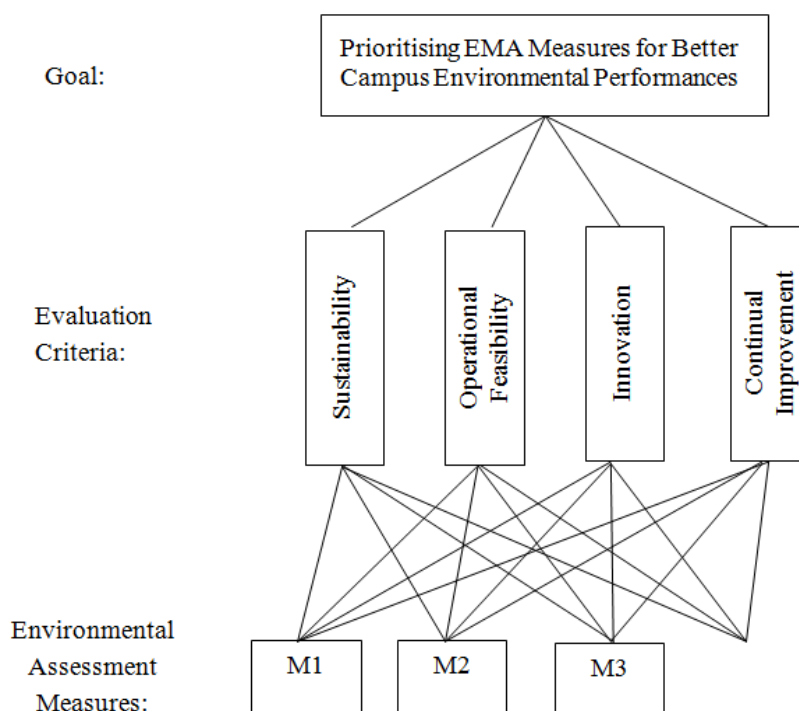 Goal:
Prioritising EMA Measures for Better
Campus Environmental Performances
Evaluation
Criteria:
Sustainability
Operational
Feasibility
Innovation
Continual
Improvement
Environmental
Assessment
Measures:
M1
M2
M3